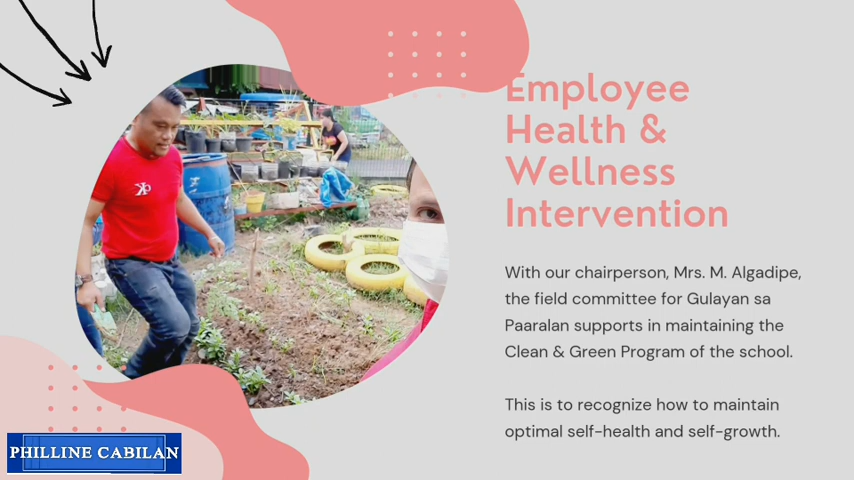 Employee
Health &
Wellness
Intervention
With our chairperson, Mrs. M. Algadipe,
the field committee for Gulayan sa
Paaralan supports in maintaining the
Clean & Green Program of the school.
This is to recognize how to maintain
optimal self-health and self-growth.
PHILLINE CABILAN